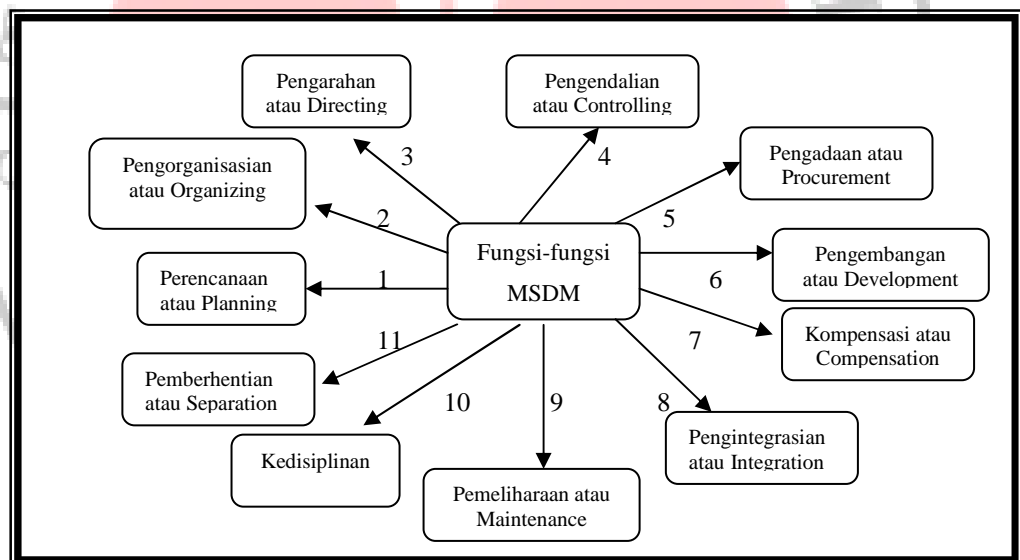 Pengarahan
atau Directing
Pengendalian
atau Controlling
3
4
Pengorganisasian
atau Organizing
Pengadaan atau
Procurement
2
5
Fungsi-fungsi
MSDM
Perencanaan
atau Planning
1
Pengembangan
atau Development
6
11
7
Kompensasi atau
Compensation
Pemberhentian
atau Separation
10
9
8
Pengintegrasian
atau Integration
Kedisiplinan
Pemeliharaan atau
Maintenance